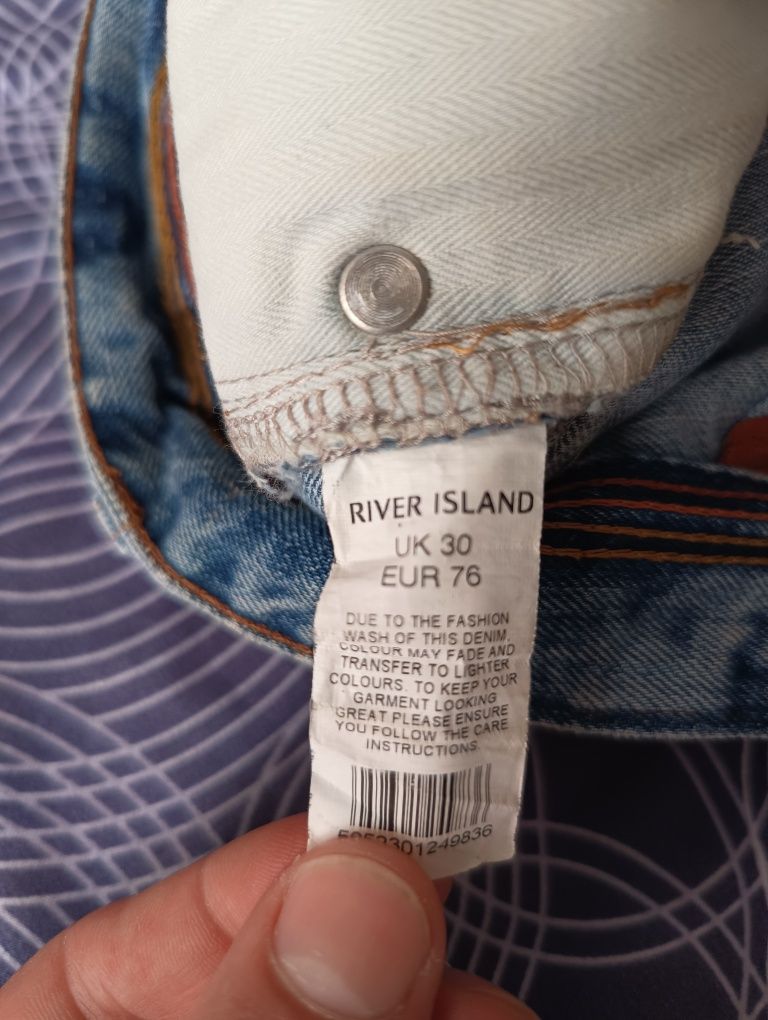 RIVER ISLAND
UK 30
EUR 76
DUE TO THE FASHION
WASH OF THIS DENIM,
COLOUR MAY FADE AND
TRANSFER TO LIGHTER
COLOURS. TO KEEP YOUR
GARMENT LOOKING
GREAT PLEASE ENSURE
YOU FOLLOW THE CARE
INSTRUCTIONS.
5052301249836